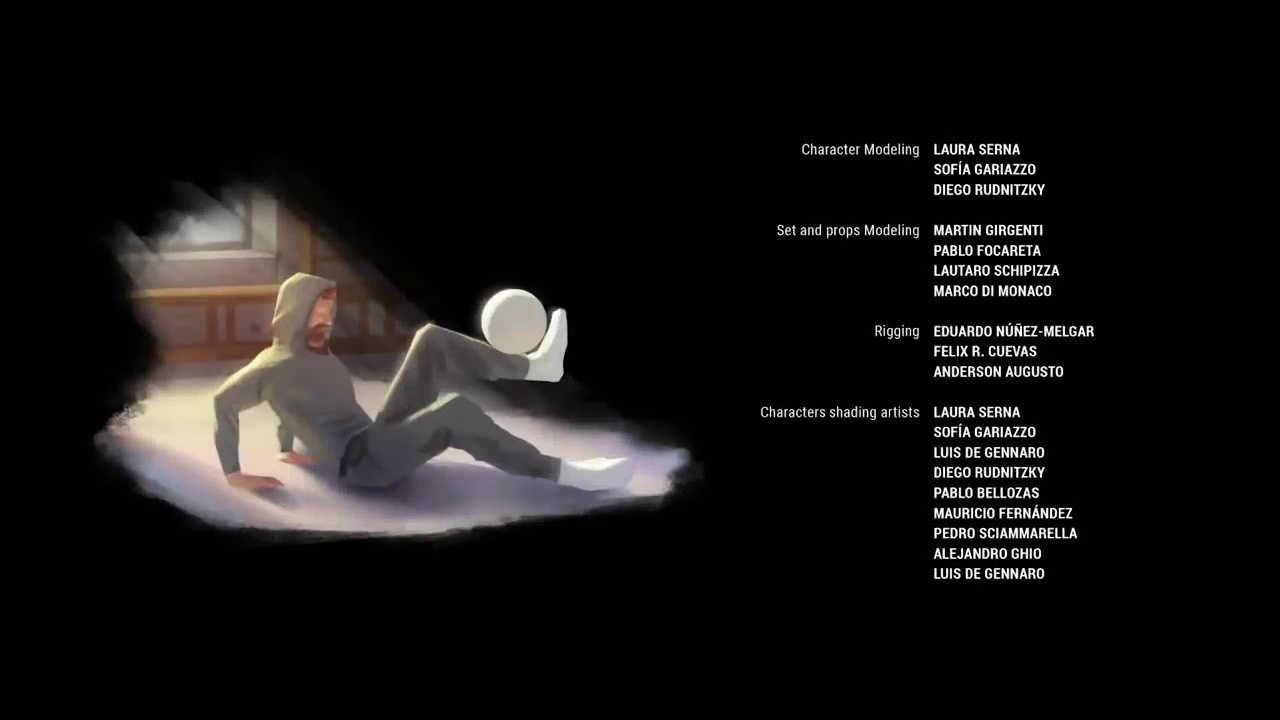 Character Modeling LAURA SERNA
SOFÍA GARIAZZO
DIEGO RUDNITZKY
Set and props Modeling MARTIN GIRGENTI
PABLO FOCARETA
LAUTARO SCHIPIZZA
MARCO DI MONACO
Rigging EDUARDO NÚÑEZ-MELGAR
FELIX R. CUEVAS
ANDERSON AUGUSTO
Characters shading artists LAURA SERNA
SOFÍA GARIAZZO
LUIS DE GENNARO
DIEGO RUDNITZKY
PABLO BELLOZAS
MAURICIO FERNÁNDEZ
PEDRO SCIAMMARELLA
ALEJANDRO GHIO
LUIS DE GENNARO